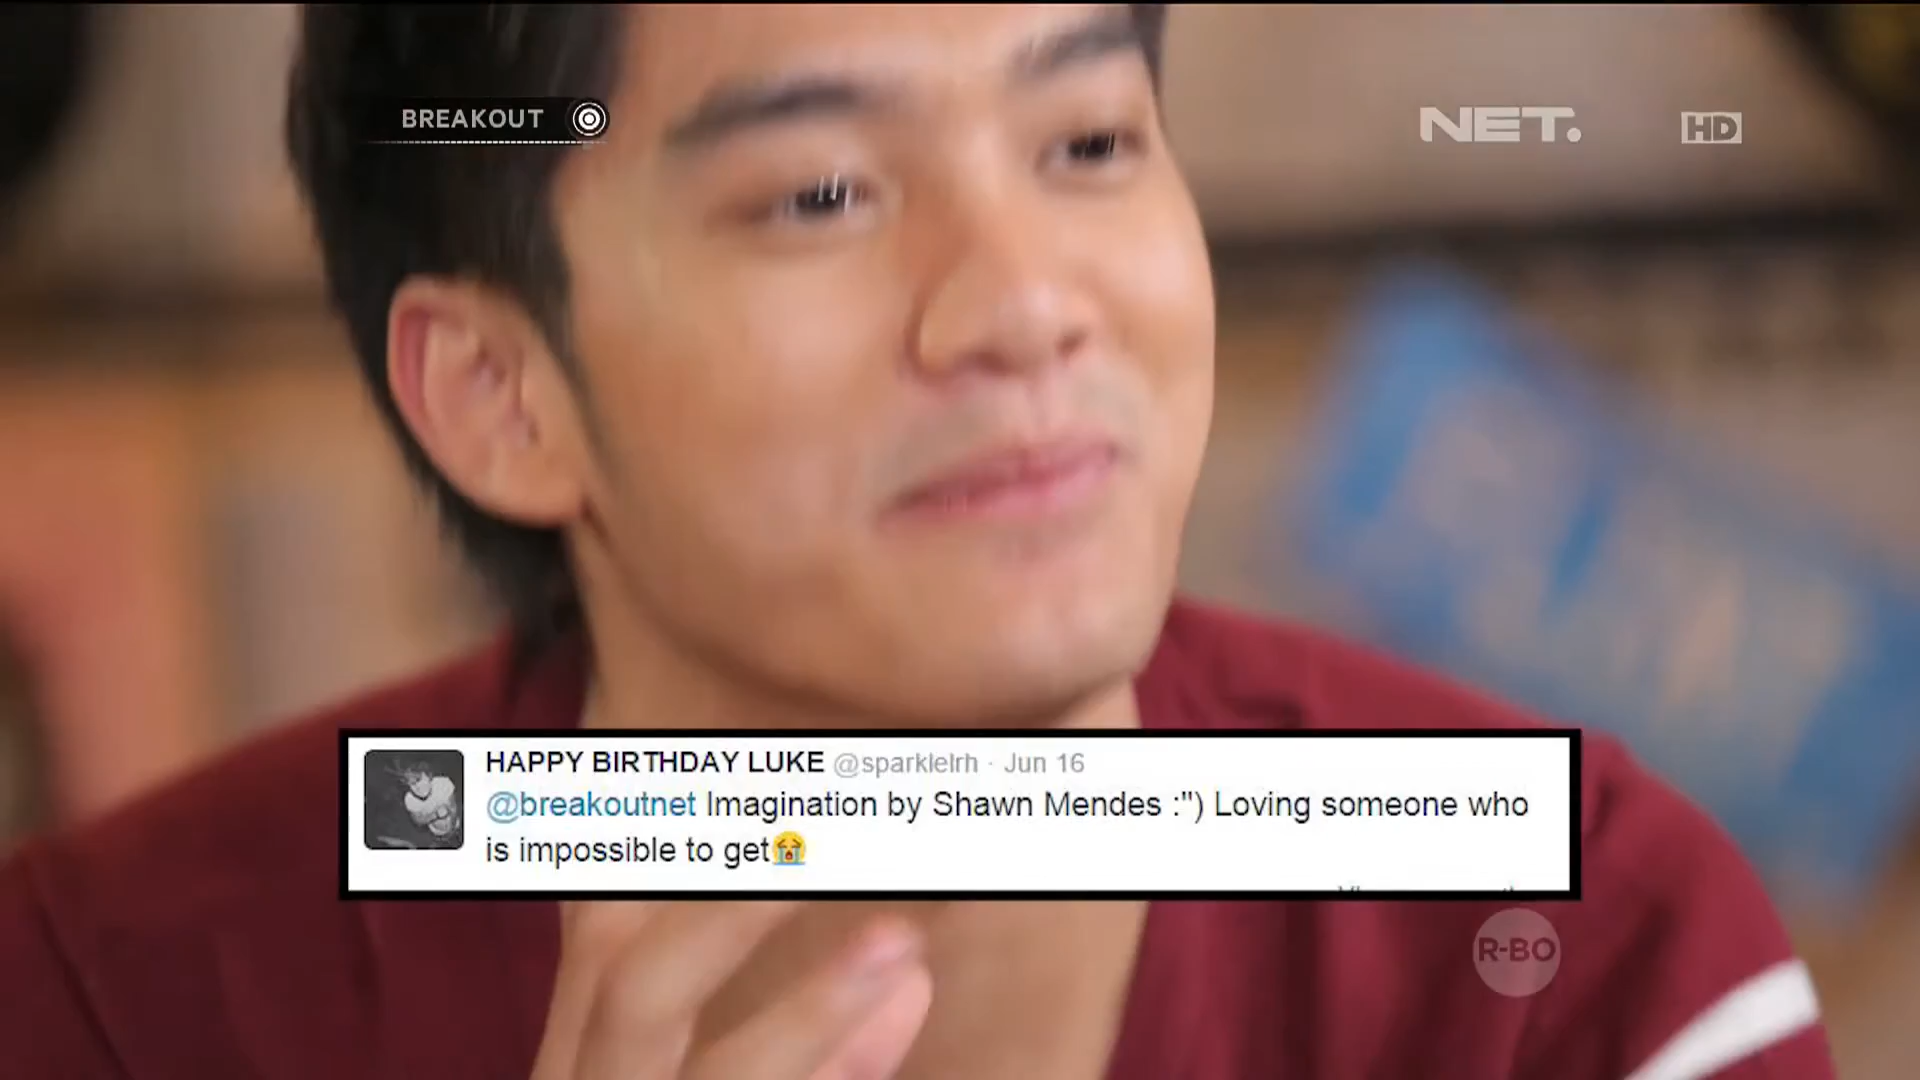 BREAKOUT
NET.
HD
HAPPY BIRTHDAY LUKE @sparklelrh · Jun 16
@breakoutnet Imagination by Shawn Mendes :") Loving someone who
is impossible to get😭
R-BO